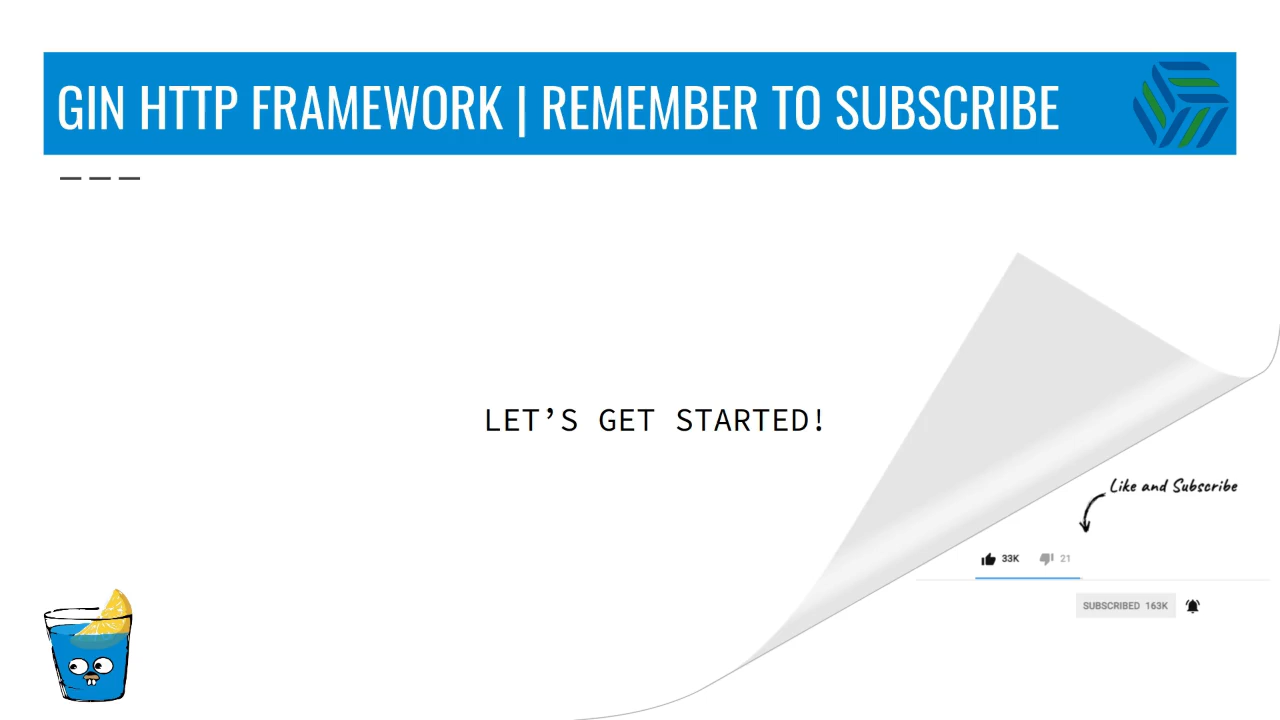 GIN HTTP FRAMEWORK | REMEMBER TO SUBSCRIBE
LET’S GET STARTED!
Like and Subscribe
33K 21
SUBSCRIBED 163K